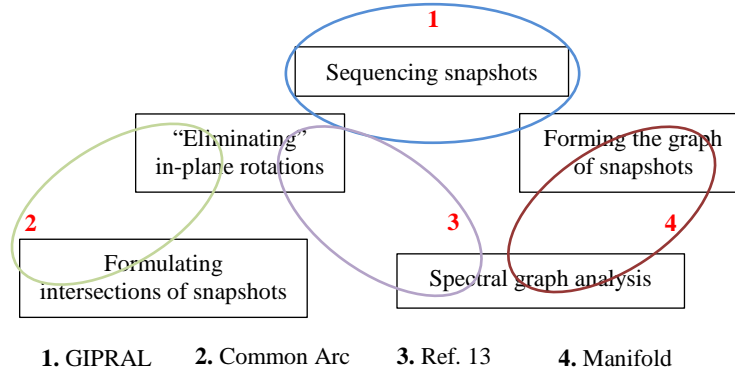 1
Sequencing snapshots
“Eliminating”
in-plane rotations
Forming the graph
of snapshots
2
3
4
Formulating
intersections of snapshots
Spectral graph analysis
1. GIPRAL 2. Common Arc 3. Ref. 13 4. Manifold